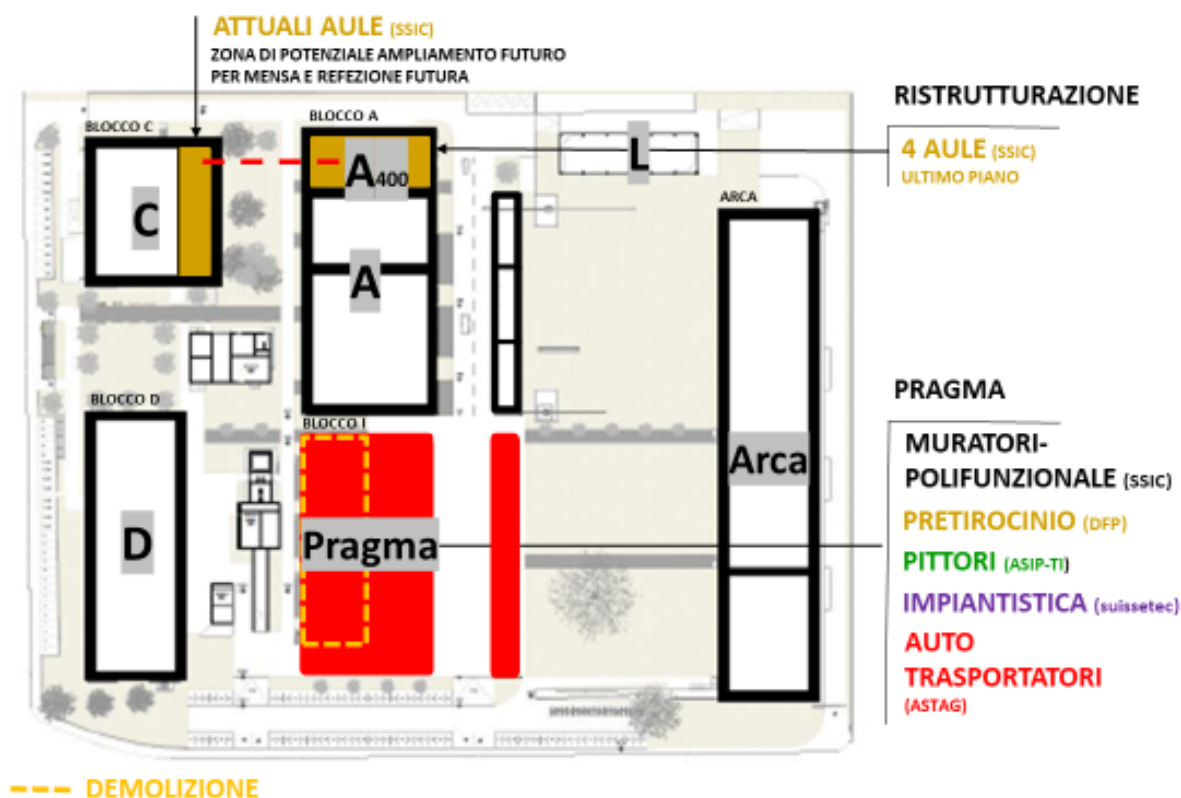 ATTUALI AULE (SSIC)
ZONA DI POTENZIALE AMPLIAMENTO FUTURO
PER MENSA E REFEZIONE FUTURA
RISTRUTTURAZIONE
4 AULE (SSIC)
ULTIMO PIANO
BLOCCO C
BLOCCO A
L
A400
ARCA
C
A
BLOCCO D
BLOCCO I
PRAGMA
MURATORI-
POLIFUNZIONALE (SSIC)
PRETIROCINIO (DFP)
PITTORI (ASIP-TI)
IMPIANTISTICA (suissetec)
AUTO
TRASPORTATORI
(ASTAG)
Arca
D
Pragma
DEMOLIZIONE